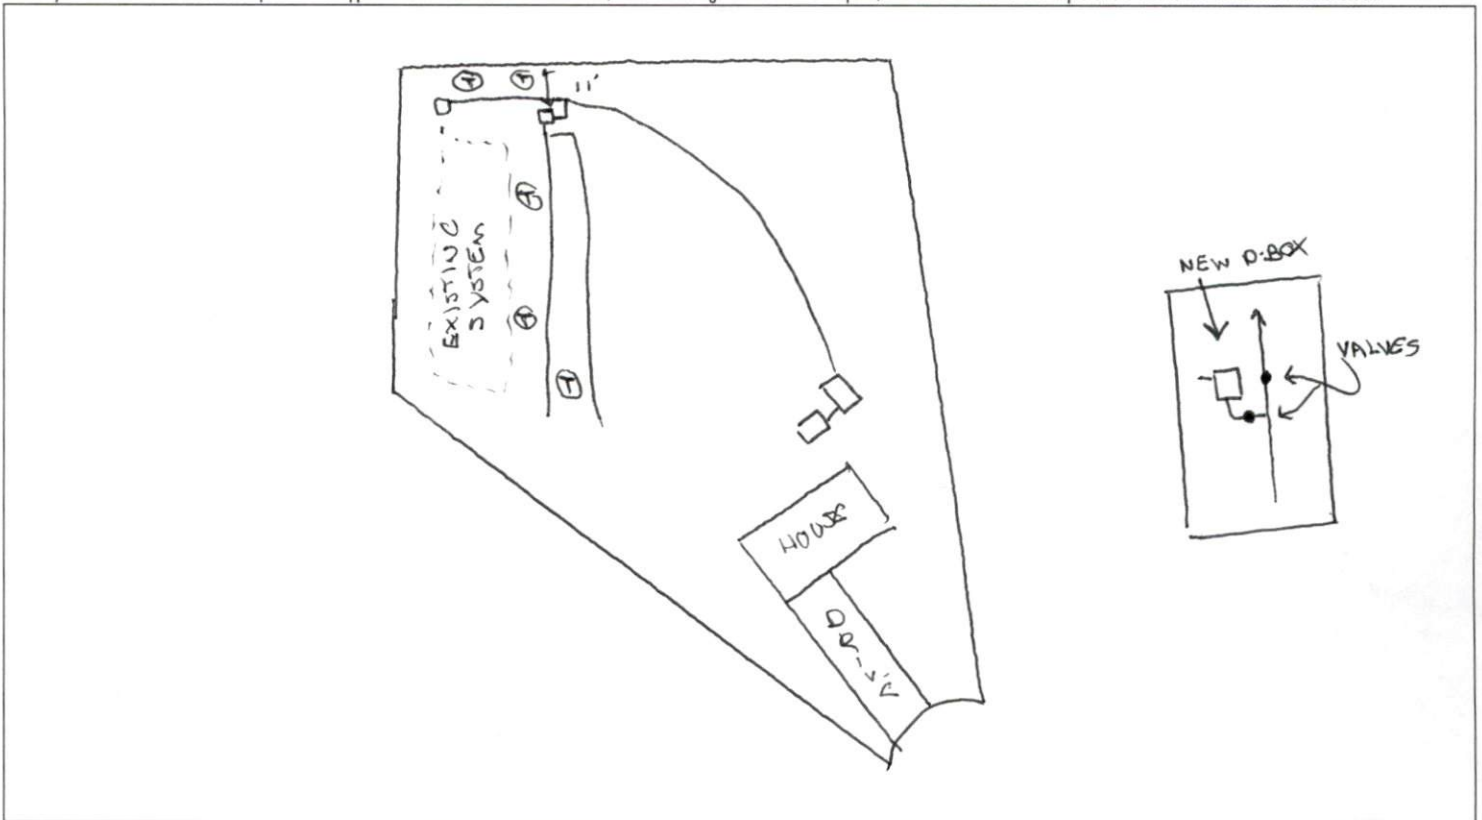 T
T
11'
T
EXISTING
SYSTEM
T
T
HOUSE
DRIVE
NEW D-BOX
VALVES